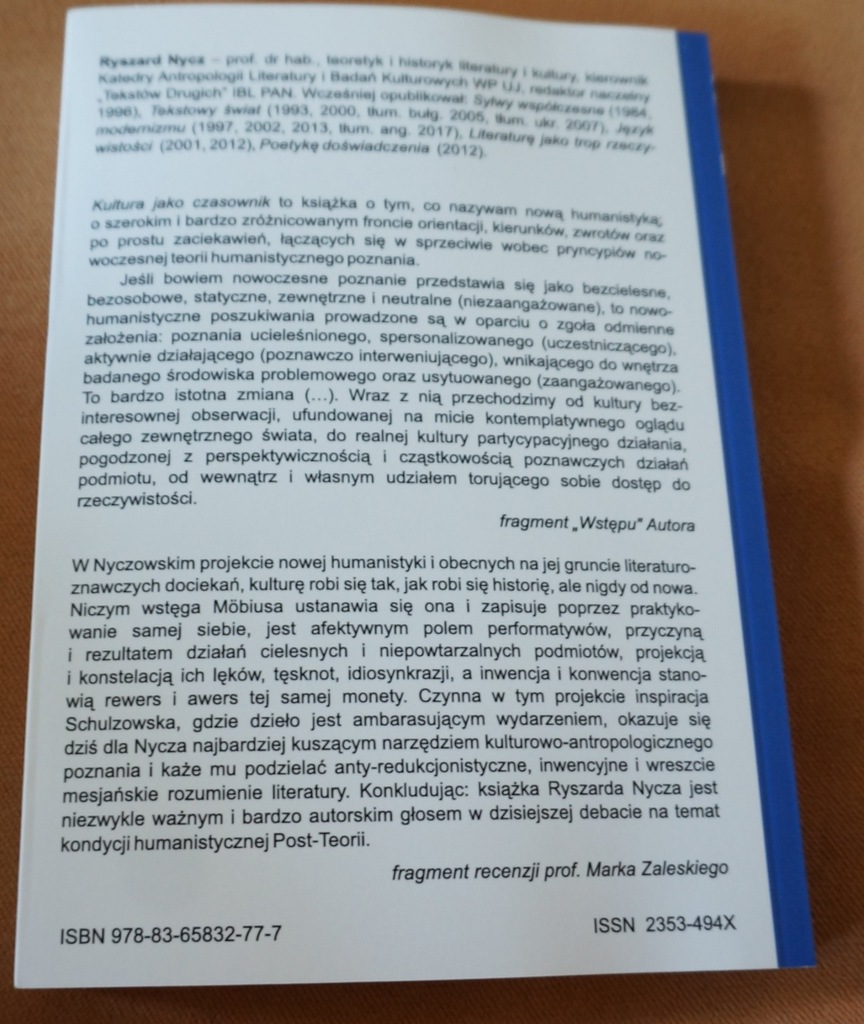 Ryszard Nycz – prof. dr hab., teoretyk i historyk literatury i kultury, kierownik
Katedry Antropologii Literatury i Badań Kulturowych WP UJ, redaktor naczelny
„Tekstów Drugich" IBL PAN. Wcześniej opublikował: Sylwy współczesne (1984,
1996), Tekstowy świat (1993, 2000, tłum. bułg. 2005, tłum. ukr. 2007), Język
modernizmu (1997, 2002, 2013, tłum. ang. 2017), Literaturę jako trop rzeczy-
wistości (2001, 2012), Poetykę doświadczenia (2012).
Kultura jako czasownik to książka o tym, co nazywam nową humanistyką;
o szerokim i bardzo zróżnicowanym froncie orientacji, kierunków, zwrotów oraz
po prostu zaciekawień, łączących się w sprzeciwie wobec pryncypiów no-
woczesnej teorii humanistycznego poznania.
Jeśli bowiem nowoczesne poznanie przedstawia się jako bezcielesne,
bezosobowe, statyczne, zewnętrzne i neutralne (niezaangażowane), to nowo-
humanistyczne poszukiwania prowadzone są w oparciu o zgoła odmienne
założenia: poznania ucieleśnionego, spersonalizowanego (uczestniczącego),
aktywnie działającego (poznawczo interweniującego), wnikającego do wnętrza
badanego środowiska problemowego oraz usytuowanego (zaangażowanego).
To bardzo istotna zmiana (...). Wraz z nią przechodzimy od kultury bez-
interesownej obserwacji, ufundowanej na micie kontemplatywnego oglądu
całego zewnętrznego świata, do realnej kultury partycypacyjnego działania,
pogodzonej z perspektywicznością i cząstkowością poznawczych działań
podmiotu, od wewnątrz i własnym udziałem torującego sobie dostęp do
rzeczywistości.
fragment „Wstępu" Autora
W Nyczowskim projekcie nowej humanistyki i obecnych na jej gruncie literaturo-
znawczych dociekań, kulturę robi się tak, jak robi się historię, ale nigdy od nowa.
Niczym wstęga Möbiusa ustanawia się ona i zapisuje poprzez praktyko-
wanie samej siebie, jest afektywnym polem performatywów, przyczyną
i rezultatem działań cielesnych i niepowtarzalnych podmiotów, projekcją
i konstelacją ich lęków, tęsknot, idiosynkrazji, a inwencja i konwencja stano-
wią rewers i awers tej samej monety. Czynna w tym projekcie inspiracja
Schulzowska, gdzie dzieło jest ambarasującym wydarzeniem, okazuje się
dziś dla Nycza najbardziej kuszącym narzędziem kulturowo-antropologicznego
poznania i każe mu podzielać anty-redukcjonistyczne, inwencyjne i wreszcie
mesjańskie rozumienie literatury. Konkludując: książka Ryszarda Nycza jest
niezwykle ważnym i bardzo autorskim głosem w dzisiejszej debacie na temat
kondycji humanistycznej Post-Teorii.
fragment recenzji prof. Marka Zaleskiego
ISBN 978-83-65832-77-7
ISSN 2353-494X